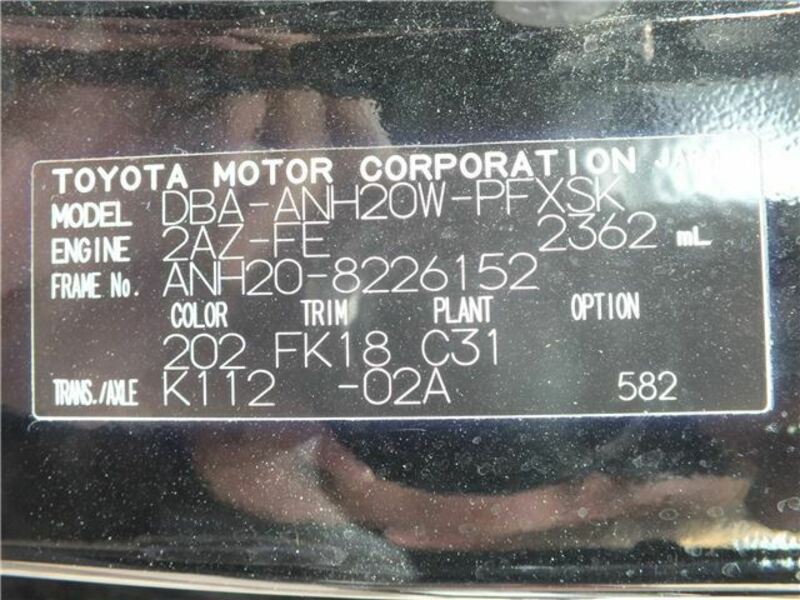 TOYOTA MOTOR CORPORATION JAPAN
MODEL DBA-ANH20W-PFXSK
ENGINE 2AZ-FE 2362 mL
FRAME No. ANH20-8226152
COLOR TRIM PLANT OPTION
202 FK18 C31
TRANS./AXLE K112 -02A 582